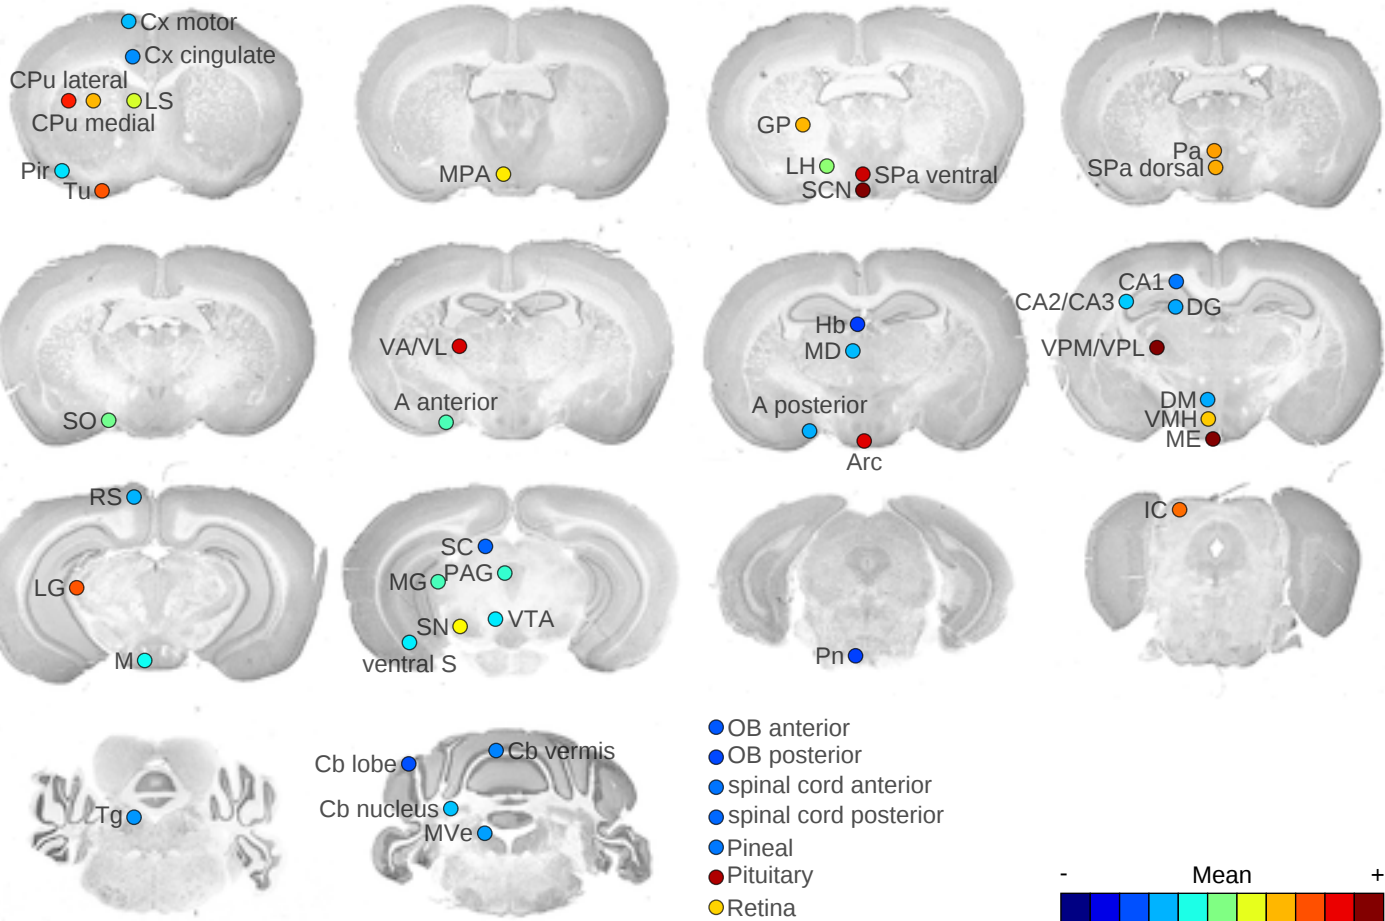 Cx motor
Cx cingulate
CPu lateral
LS
CPu medial
Pir
Tu
MPA
GP
LH
SPa ventral
SCN
Pa
SPa dorsal
SO
VA/VL
A anterior
Hb
MD
A posterior
Arc
CA1
CA2/CA3
DG
VPM/VPL
DM
VMH
ME
RS
LG
M
SC
MG
PAG
SN
VTA
ventral S
Pn
IC
Tg
Cb lobe
Cb vermis
Cb nucleus
MVe
OB anterior
OB posterior
spinal cord anterior
spinal cord posterior
Pineal
Pituitary
Retina
- Mean +